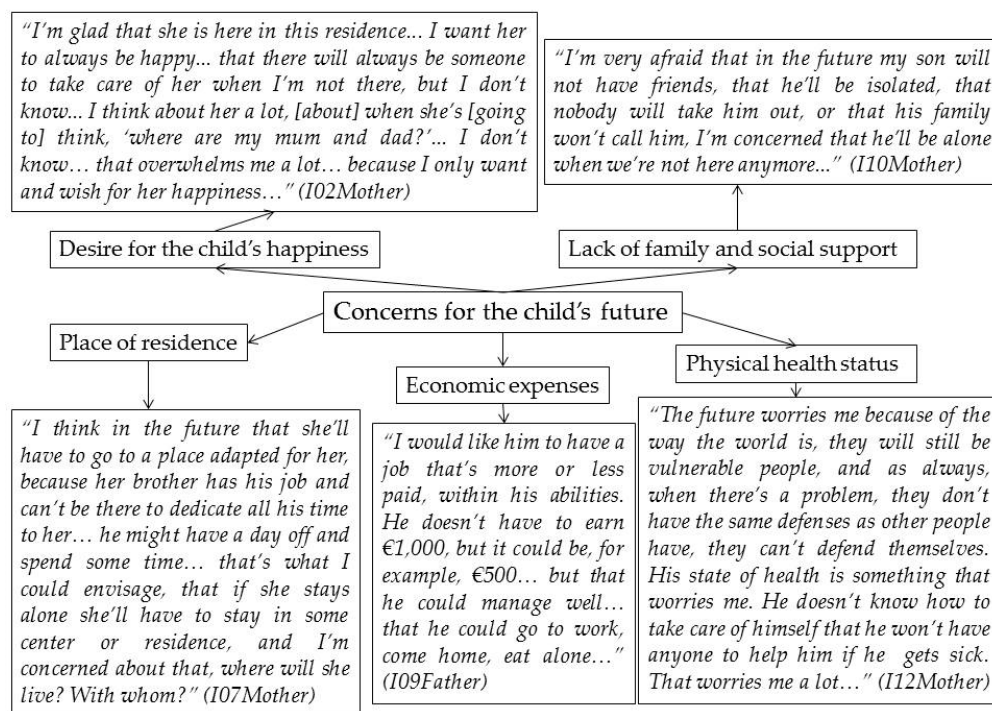 “I’m glad that she is here in this residence... I want her
to always be happy... that there will always be someone
to take care of her when I’m not there, but I don’t
know... I think about her a lot, [about] when she’s [going
to] think, ‘where are my mum and dad?’... I don’t
know… that overwhelms me a lot… because I only want
and wish for her happiness…” (I02Mother)
“I’m very afraid that in the future my son will
not have friends, that he’ll be isolated, that
nobody will take him out, or that his family
won’t call him, I’m concerned that he’ll be alone
when we’re not here anymore...” (I10Mother)
Desire for the child’s happiness
Lack of family and social support
Concerns for the child’s future
Place of residence
Economic expenses
Physical health status
“I think in the future that she’ll
have to go to a place adapted for her,
because her brother has his job and
can’t be there to dedicate all his time
to her… he might have a day off and
spend some time… that’s what I
could envisage, that if she stays
alone she’ll have to stay in some
center or residence, and I’m
concerned about that, where will she
live? With whom?” (I07Mother)
“I would like him to have a
job that’s more or less
paid, within his abilities.
He doesn’t have to earn
€1,000, but it could be, for
example, €500… but that
he could manage well…
that he could go to work,
come home, eat alone…”
(I09Father)
“The future worries me because of the
way the world is, they will still be
vulnerable people, and as always,
when there’s a problem, they don’t
have the same defenses as other people
have, they can’t defend themselves.
His state of health is something that
worries me. He doesn’t know how to
take care of himself that he won’t have
anyone to help him if he gets sick.
That worries me a lot…” (I12Mother)